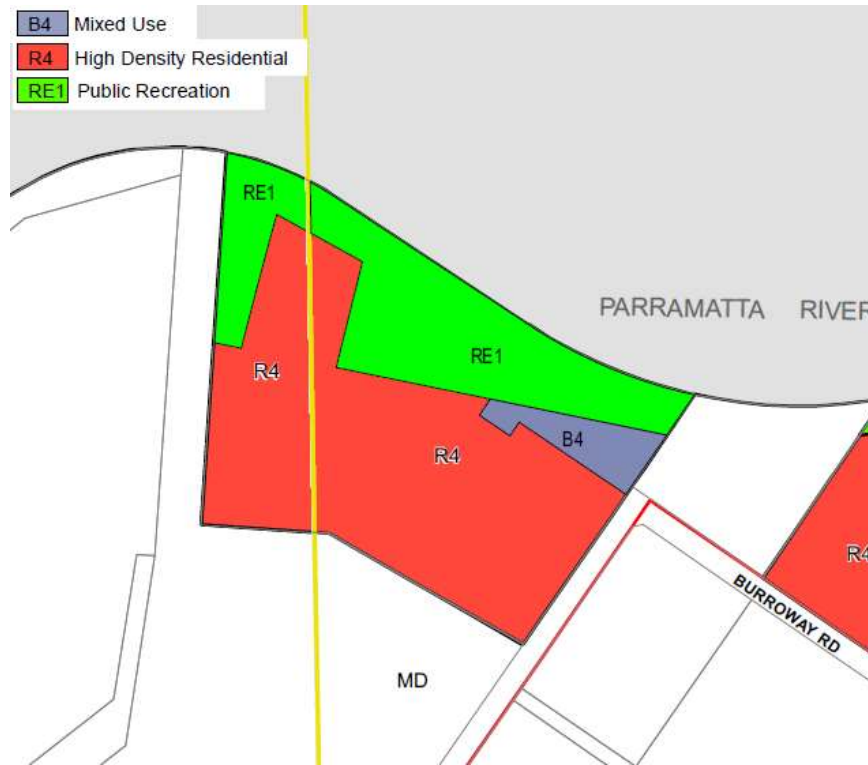 B4 Mixed Use
R4 High Density Residential
RE1 Public Recreation
RE1
PARRAMATTA RIVER
RE1
R4
B4
R4
R4
BURROWAY RD
MD